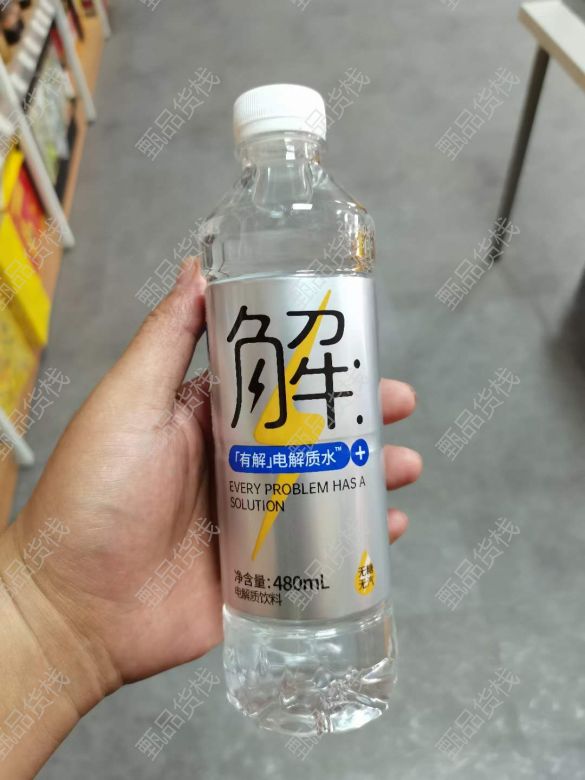 解:
「有解」电解质水™ +
EVERY PROBLEM HAS A
SOLUTION
净含量:480mL
电解质饮料
无糖
无汽
甄品货栈